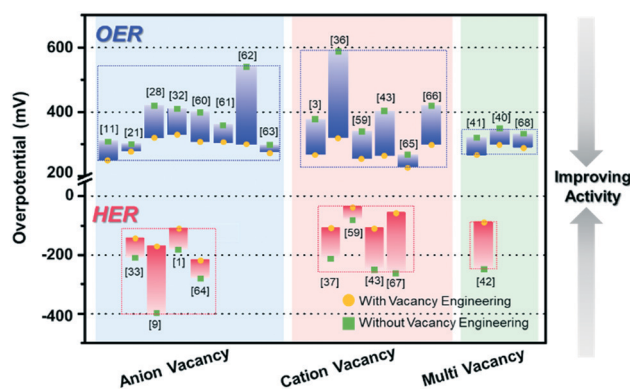 OER
[36]
[62]
[28] [32]
[60]
[61]
[11] [21]
[63]
[3]
[59]
[43]
[65]
[66]
[41] [40] [68]
600
400
200
0
-200
-400
Overpotential (mV)
HER
[33]
[9]
[1]
[64]
[37]
[59]
[43] [67]
[42]
With Vacancy Engineering
Without Vacancy Engineering
Anion Vacancy
Cation Vacancy
Multi Vacancy
Improving
Activity